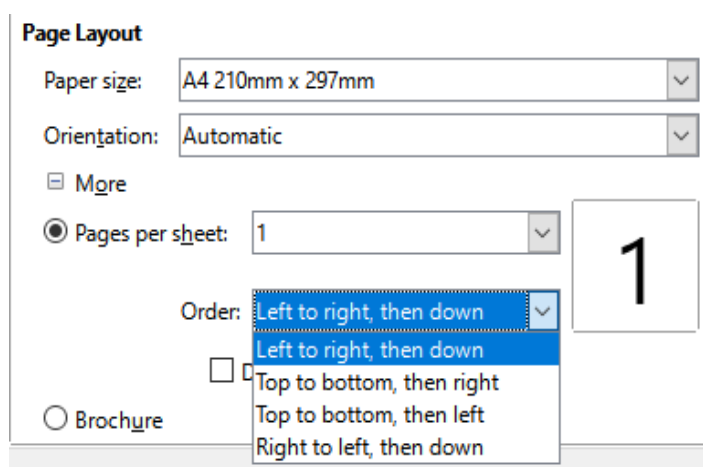 Page Layout
Paper size: A4 210mm x 297mm
Orientation: Automatic
More
Pages per sheet: 1
1
Order: Left to right, then down
Left to right, then down
D
Top to bottom, then right
Top to bottom, then left
Brochure
Right to left, then down